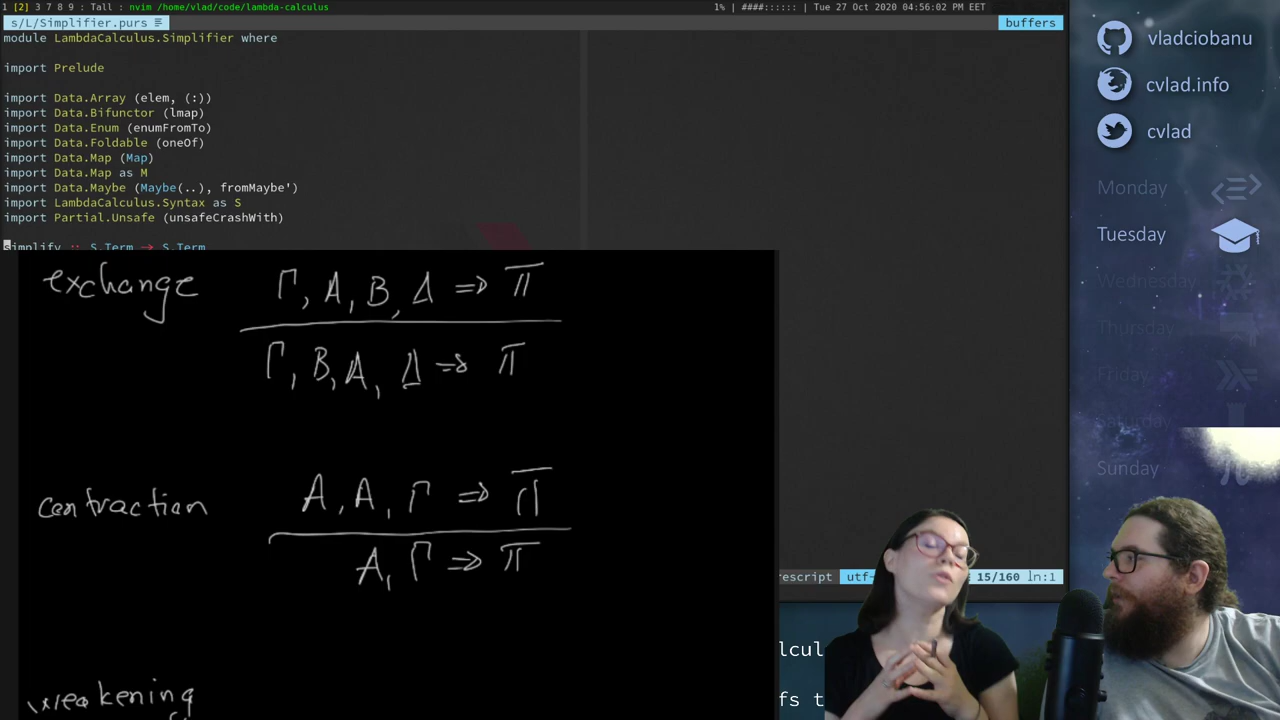 1 [2] 3 7 8 9 : Tall : nvim /home/vlad/code/lambda-calculus
1% | ####:::::: | Tue 27 Oct 2020 04:56:02 PM EET
s/L/Simplifier.purs
buffers
module LambdaCalculus.Simplifier where
import Prelude
import Data.Array (elem, (:))
import Data.Bifunctor (lmap)
import Data.Enum (enumFromTo)
import Data.Foldable (oneOf)
import Data.Map (Map)
import Data.Map as M
import Data.Maybe (Maybe(..), fromMaybe')
import LambdaCalculus.Syntax as S
import Partial.Unsafe (unsafeCrashWith)
simplify :: S.Term → S.Term
exchange
Γ, A, B, Δ => Π
Γ, B, A, Δ => Π
contraction
A, A, Γ => Π
A, Γ => Π
weakening
rescript utf- 15/160 ln:1
lcul
fs t
vladciobanu
cvlad.info
cvlad
Monday
Tuesday
Wednesday
Thursday
Friday
Saturday
Sunday